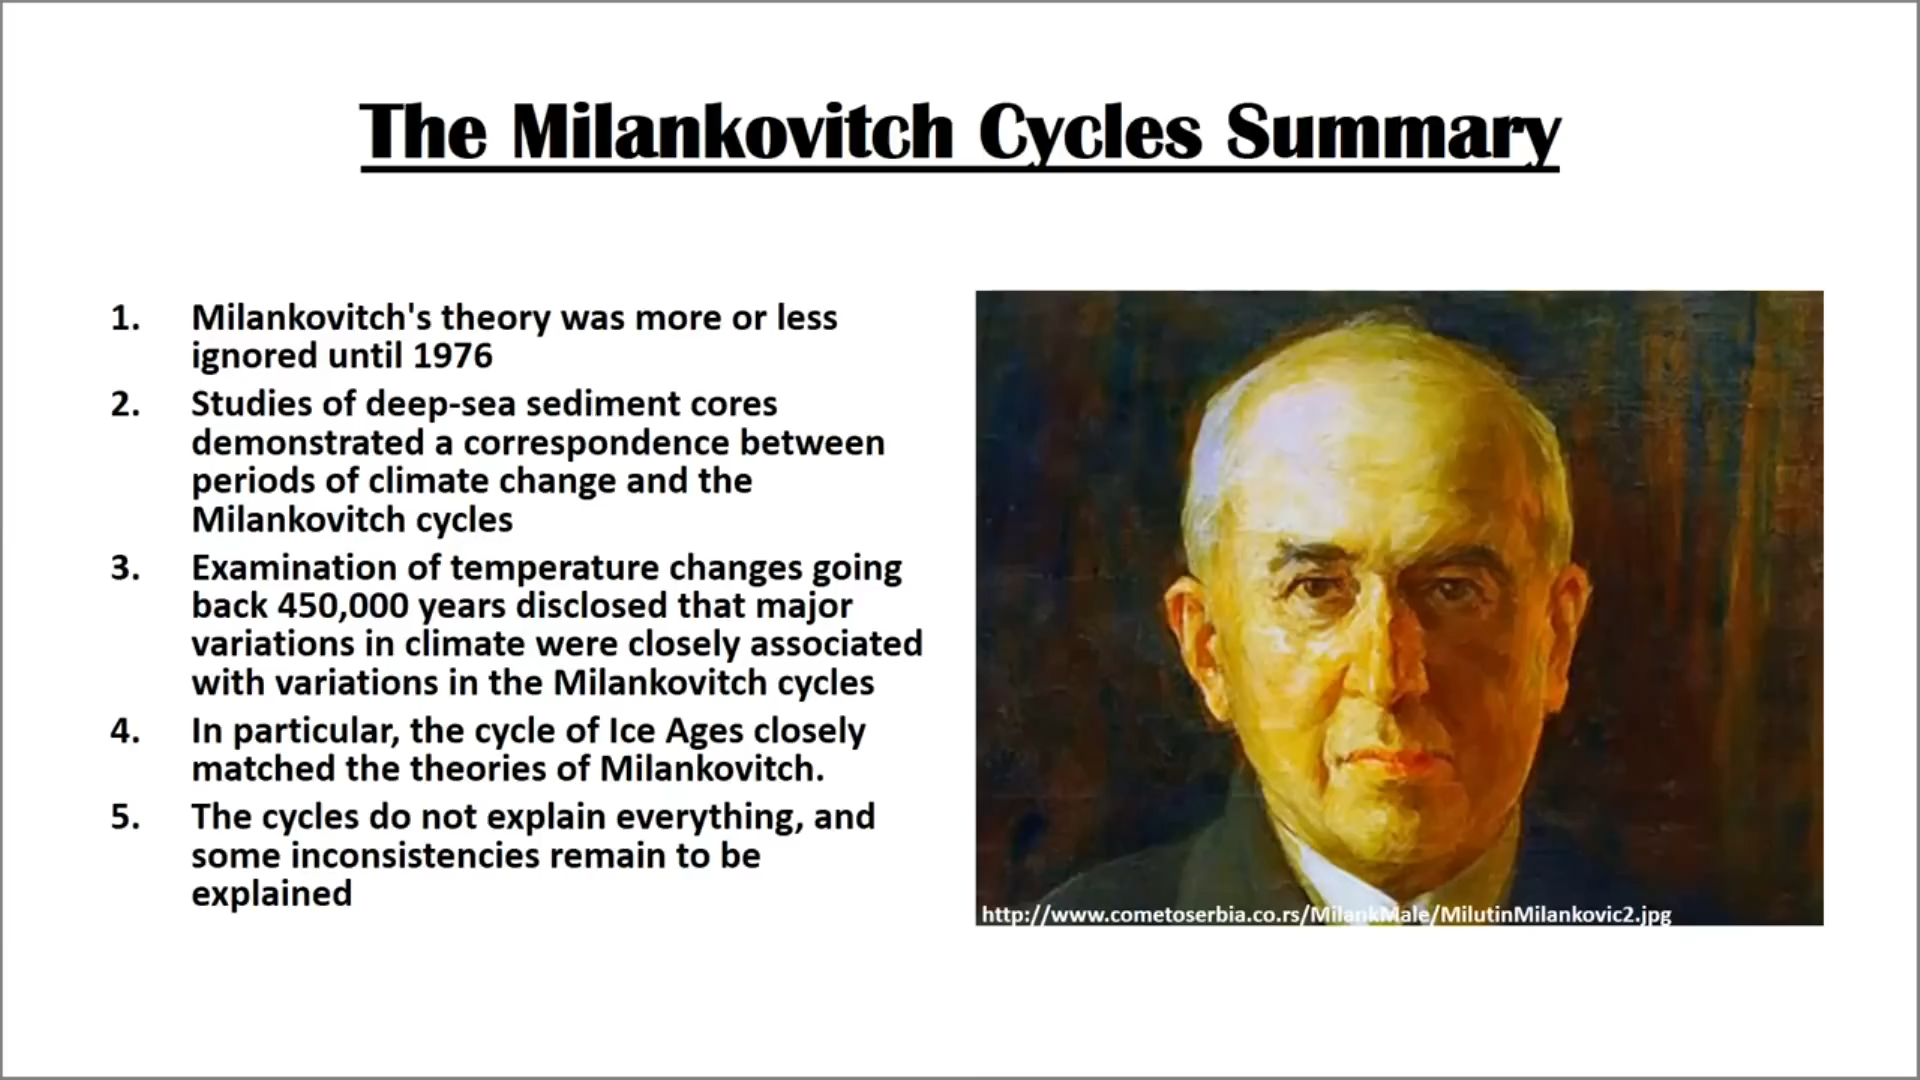 The Milankovitch Cycles Summary
1. Milankovitch's theory was more or less
ignored until 1976
2. Studies of deep-sea sediment cores
demonstrated a correspondence between
periods of climate change and the
Milankovitch cycles
3. Examination of temperature changes going
back 450,000 years disclosed that major
variations in climate were closely associated
with variations in the Milankovitch cycles
4. In particular, the cycle of Ice Ages closely
matched the theories of Milankovitch.
5. The cycles do not explain everything, and
some inconsistencies remain to be
explained
http://www.cometoserbia.co.rs/MilankMale/MilutinMilankovic2.jpg